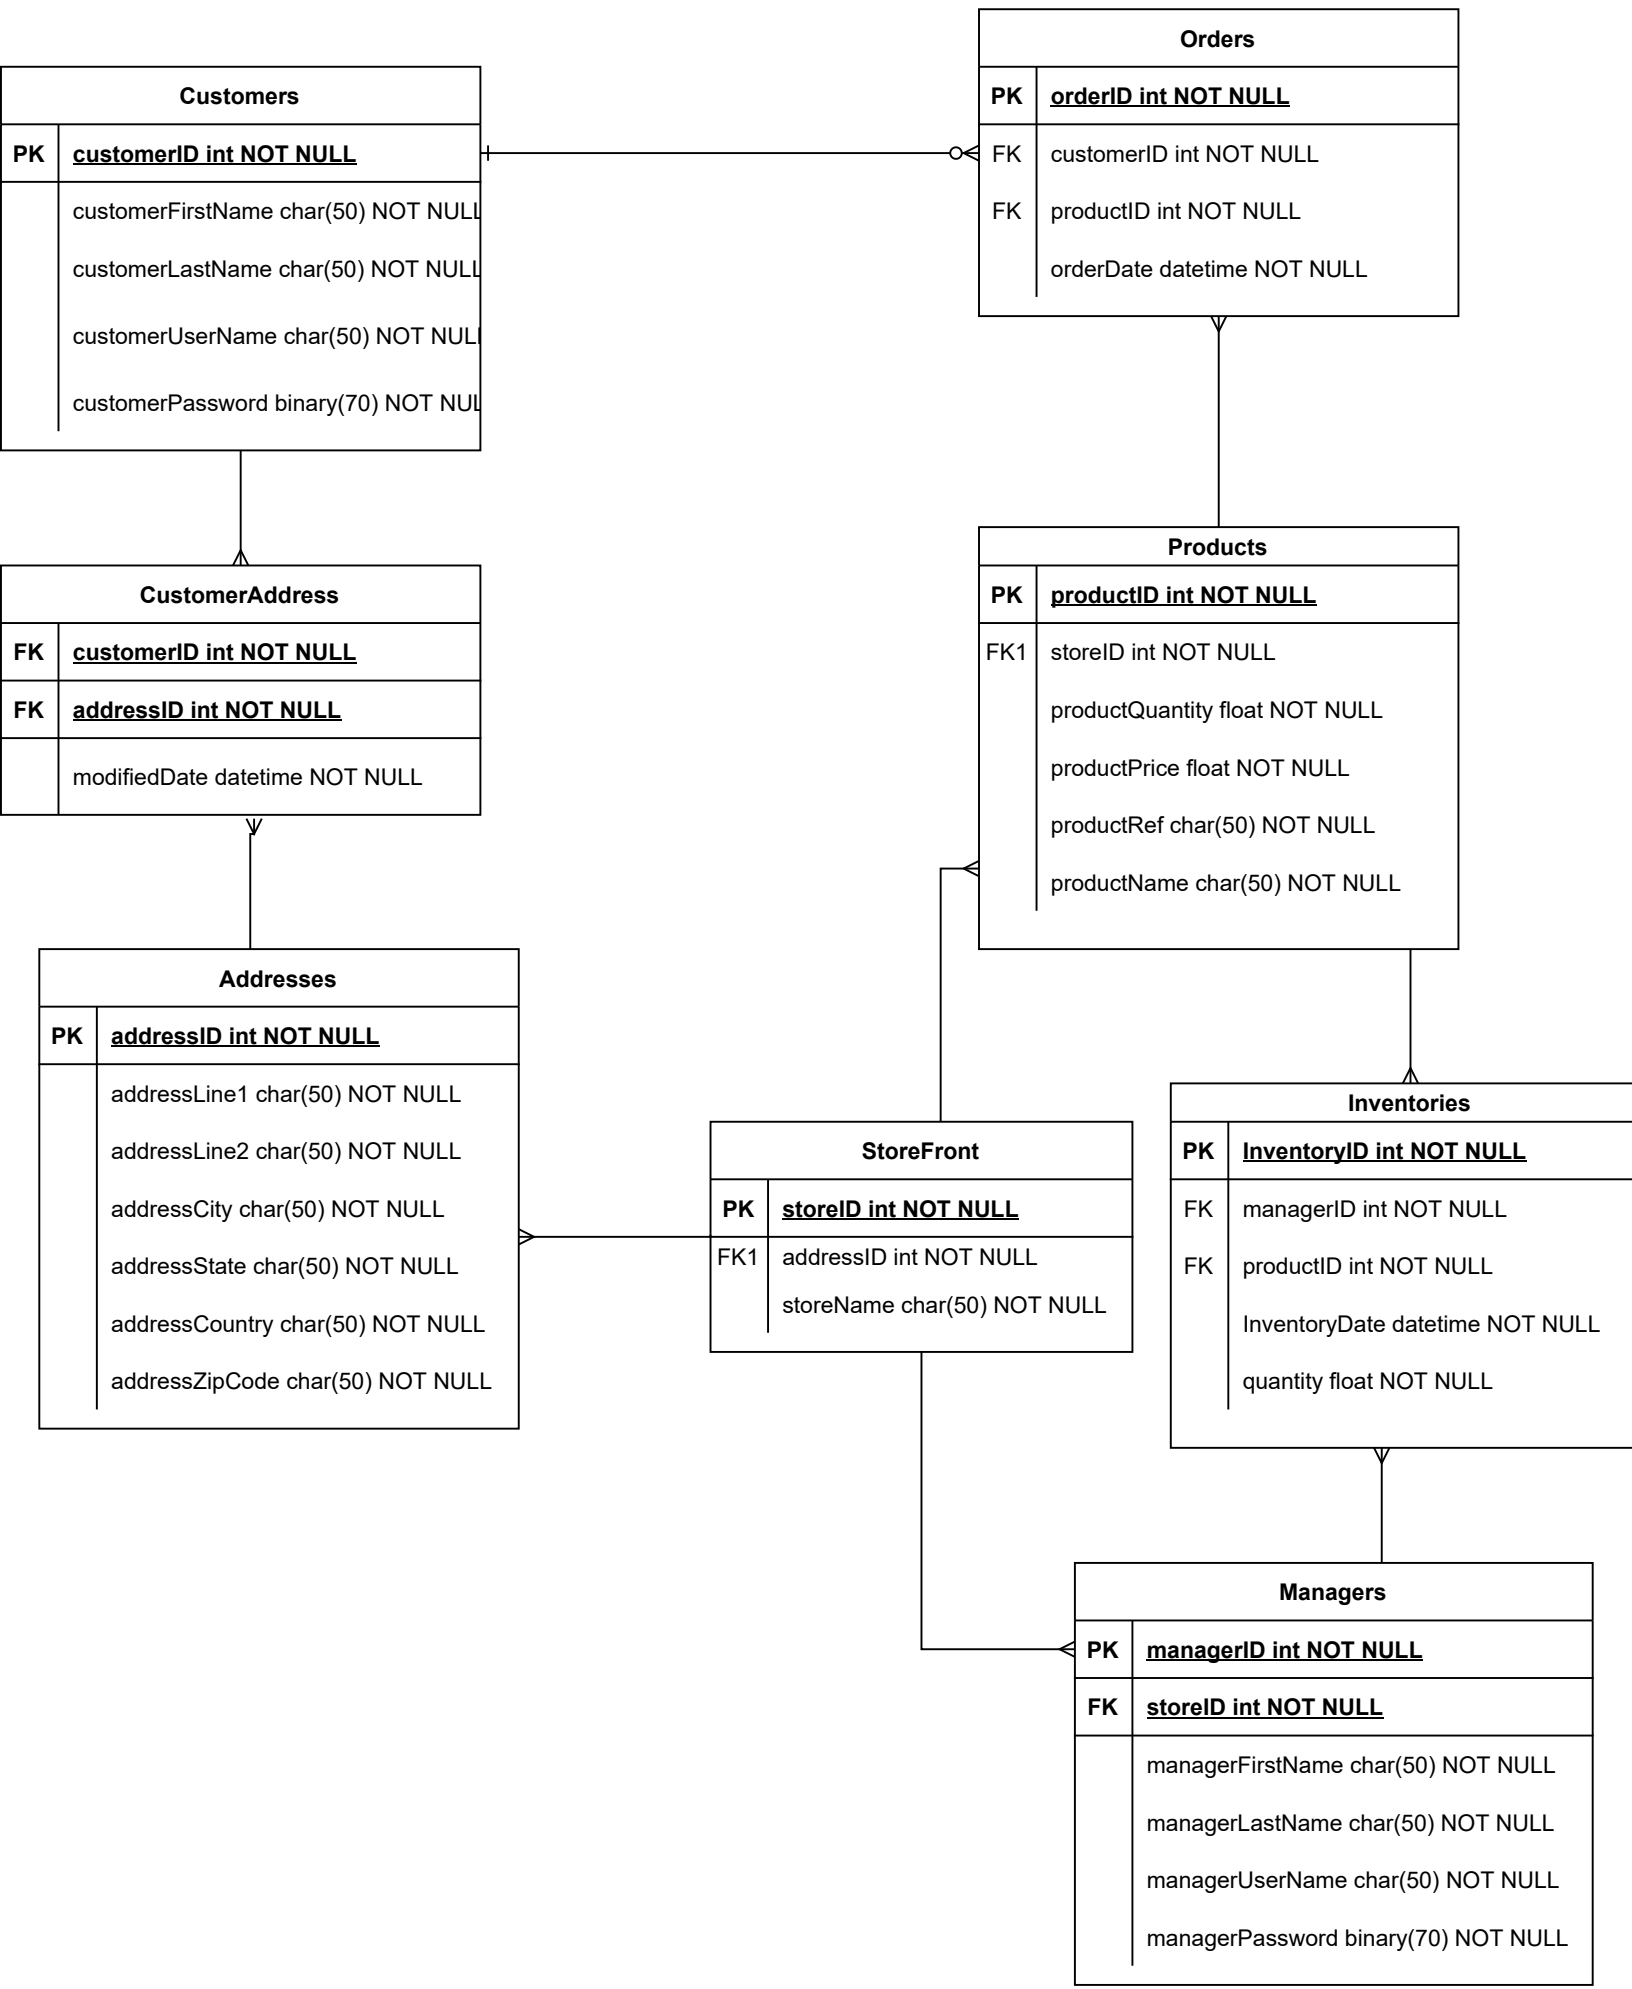 Customers
PK customerID int NOT NULL
customerFirstName char(50) NOT NULL
customerLastName char(50) NOT NULL
customerUserName char(50) NOT NUL
customerPassword binary(70) NOT NUL
Orders
PK orderID int NOT NULL
FK customerID int NOT NULL
FK productID int NOT NULL
orderDate datetime NOT NULL
CustomerAddress
FK customerID int NOT NULL
FK addressID int NOT NULL
modifiedDate datetime NOT NULL
Products
PK productID int NOT NULL
FK1 storeID int NOT NULL
productQuantity float NOT NULL
productPrice float NOT NULL
productRef char(50) NOT NULL
productName char(50) NOT NULL
Addresses
PK addressID int NOT NULL
addressLine1 char(50) NOT NULL
addressLine2 char(50) NOT NULL
addressCity char(50) NOT NULL
addressState char(50) NOT NULL
addressCountry char(50) NOT NULL
addressZipCode char(50) NOT NULL
StoreFront
PK storeID int NOT NULL
FK1 addressID int NOT NULL
storeName char(50) NOT NULL
Inventories
PK InventoryID int NOT NULL
FK managerID int NOT NULL
FK productID int NOT NULL
InventoryDate datetime NOT NULL
quantity float NOT NULL
Managers
PK managerID int NOT NULL
FK storeID int NOT NULL
managerFirstName char(50) NOT NULL
managerLastName char(50) NOT NULL
managerUserName char(50) NOT NULL
managerPassword binary(70) NOT NULL